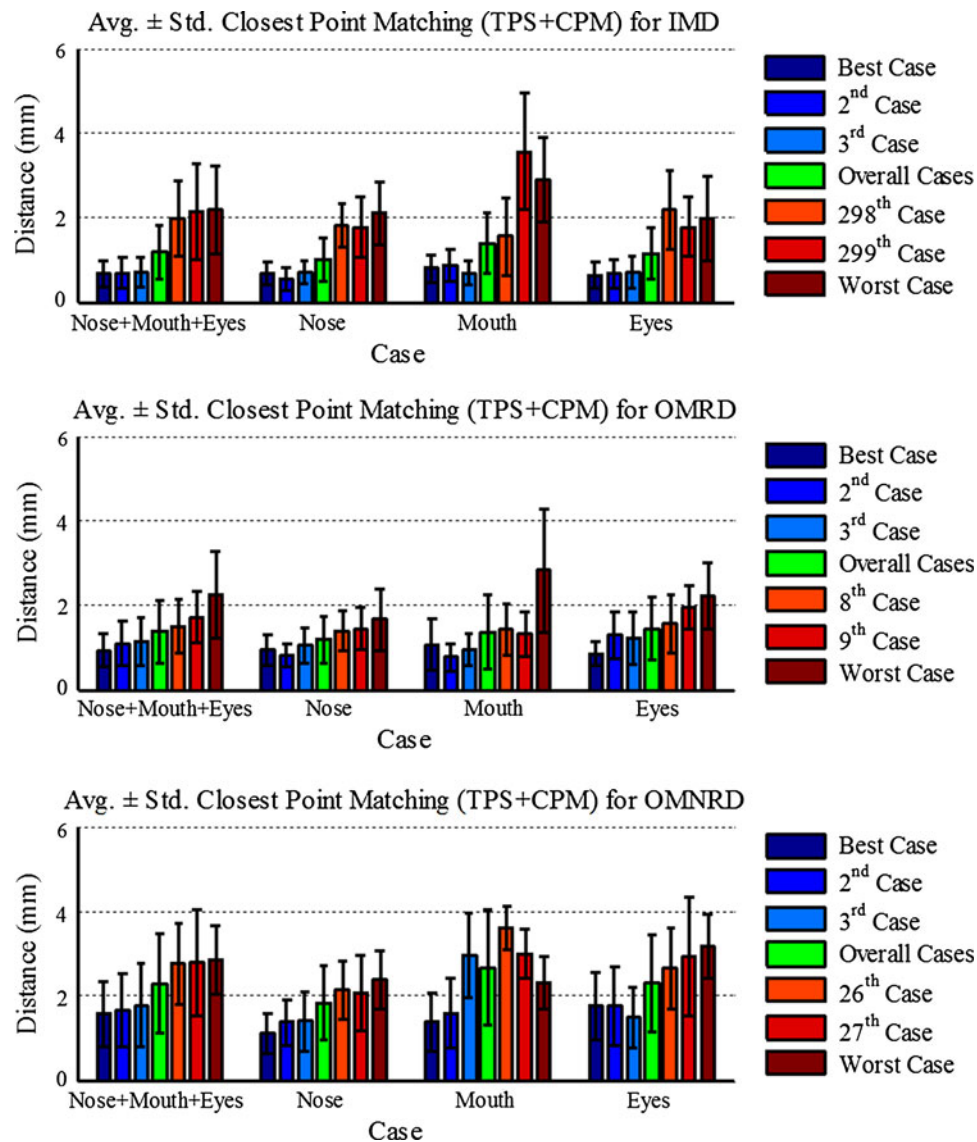 Avg. ± Std. Closest Point Matching (TPS+CPM) for IMD
Distance (mm)
6
4
2
0
Nose+Mouth+Eyes Nose Mouth Eyes
Case
Best Case
2nd Case
3rd Case
Overall Cases
298th Case
299th Case
Worst Case
Avg. ± Std. Closest Point Matching (TPS+CPM) for OMRD
Distance (mm)
6
4
2
0
Nose+Mouth+Eyes Nose Mouth Eyes
Case
Best Case
2nd Case
3rd Case
Overall Cases
8th Case
9th Case
Worst Case
Avg. ± Std. Closest Point Matching (TPS+CPM) for OMNRD
Distance (mm)
6
4
2
0
Nose+Mouth+Eyes Nose Mouth Eyes
Case
Best Case
2nd Case
3rd Case
Overall Cases
26th Case
27th Case
Worst Case